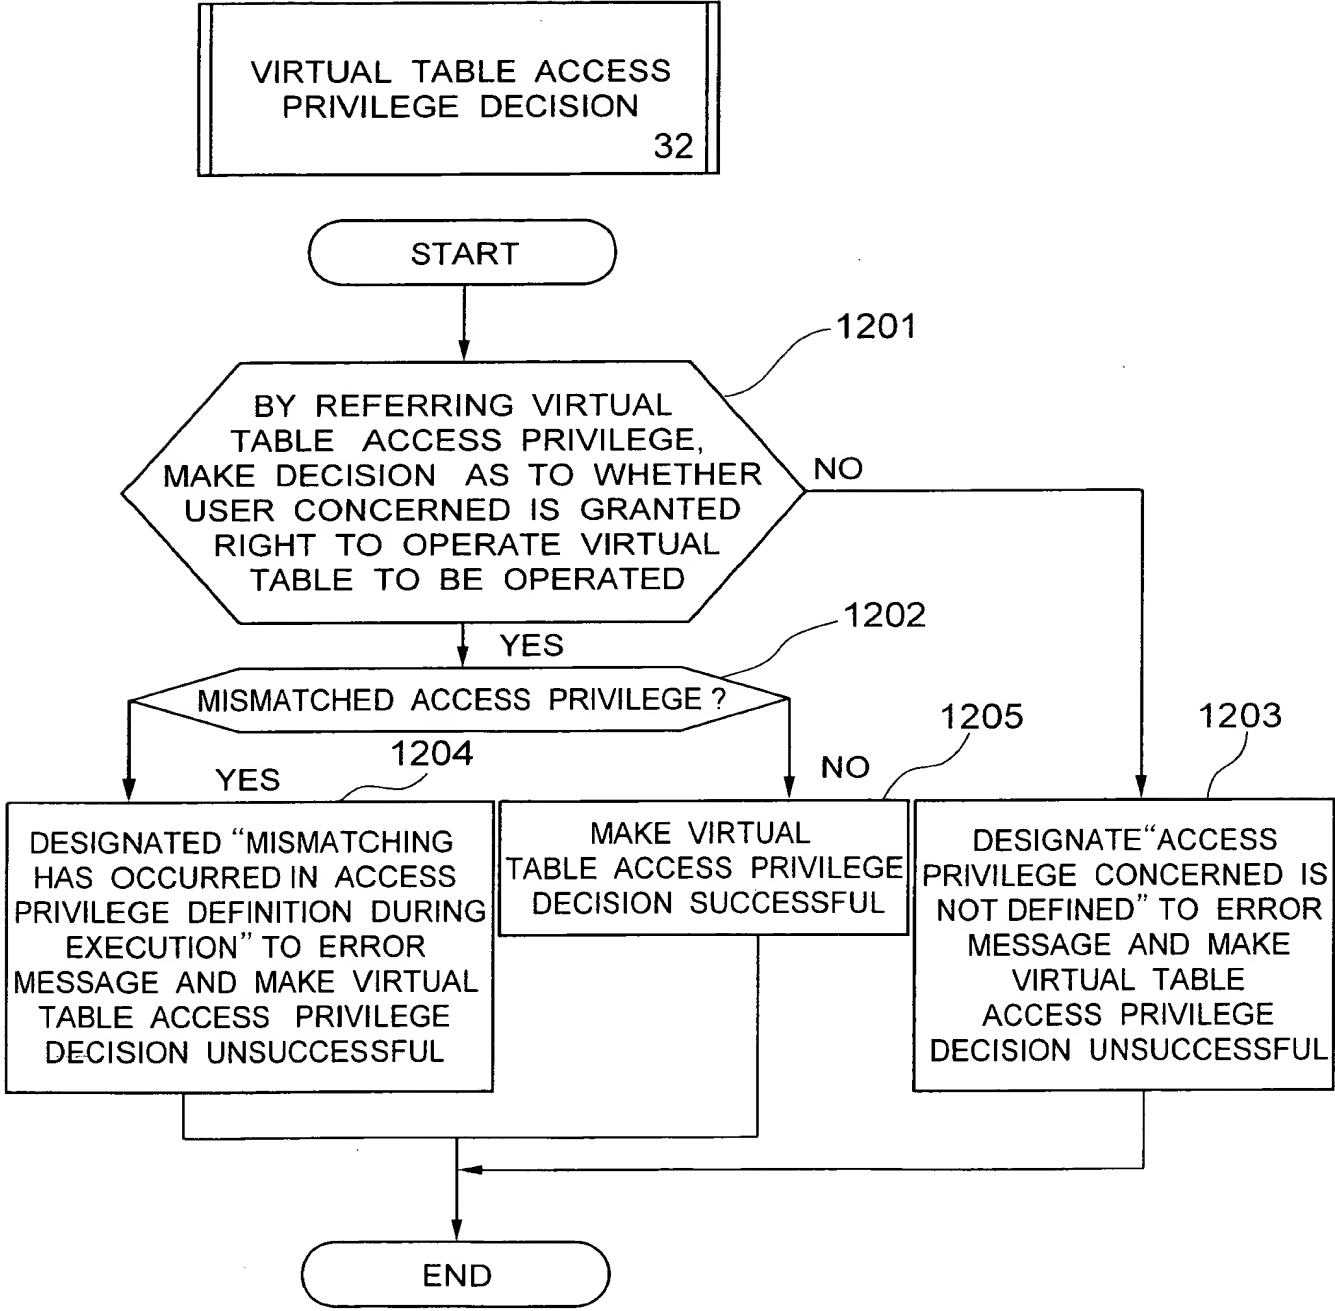 VIRTUAL TABLE ACCESS
PRIVILEGE DECISION
32
START
1201
BY REFERRING VIRTUAL
TABLE ACCESS PRIVILEGE,
MAKE DECISION AS TO WHETHER
USER CONCERNED IS GRANTED
RIGHT TO OPERATE VIRTUAL
TABLE TO BE OPERATED
NO
YES
1202
MISMATCHED ACCESS PRIVILEGE?
YES
1204
NO
1205
1203
DESIGNATED “MISMATCHING
HAS OCCURRED IN ACCESS
PRIVILEGE DEFINITION DURING
EXECUTION” TO ERROR
MESSAGE AND MAKE VIRTUAL
TABLE ACCESS PRIVILEGE
DECISION UNSUCCESSFUL
MAKE VIRTUAL
TABLE ACCESS PRIVILEGE
DECISION SUCCESSFUL
DESIGNATE “ACCESS
PRIVILEGE CONCERNED IS
NOT DEFINED” TO ERROR
MESSAGE AND MAKE
VIRTUAL TABLE
ACCESS PRIVILEGE
DECISION UNSUCCESSFUL
END